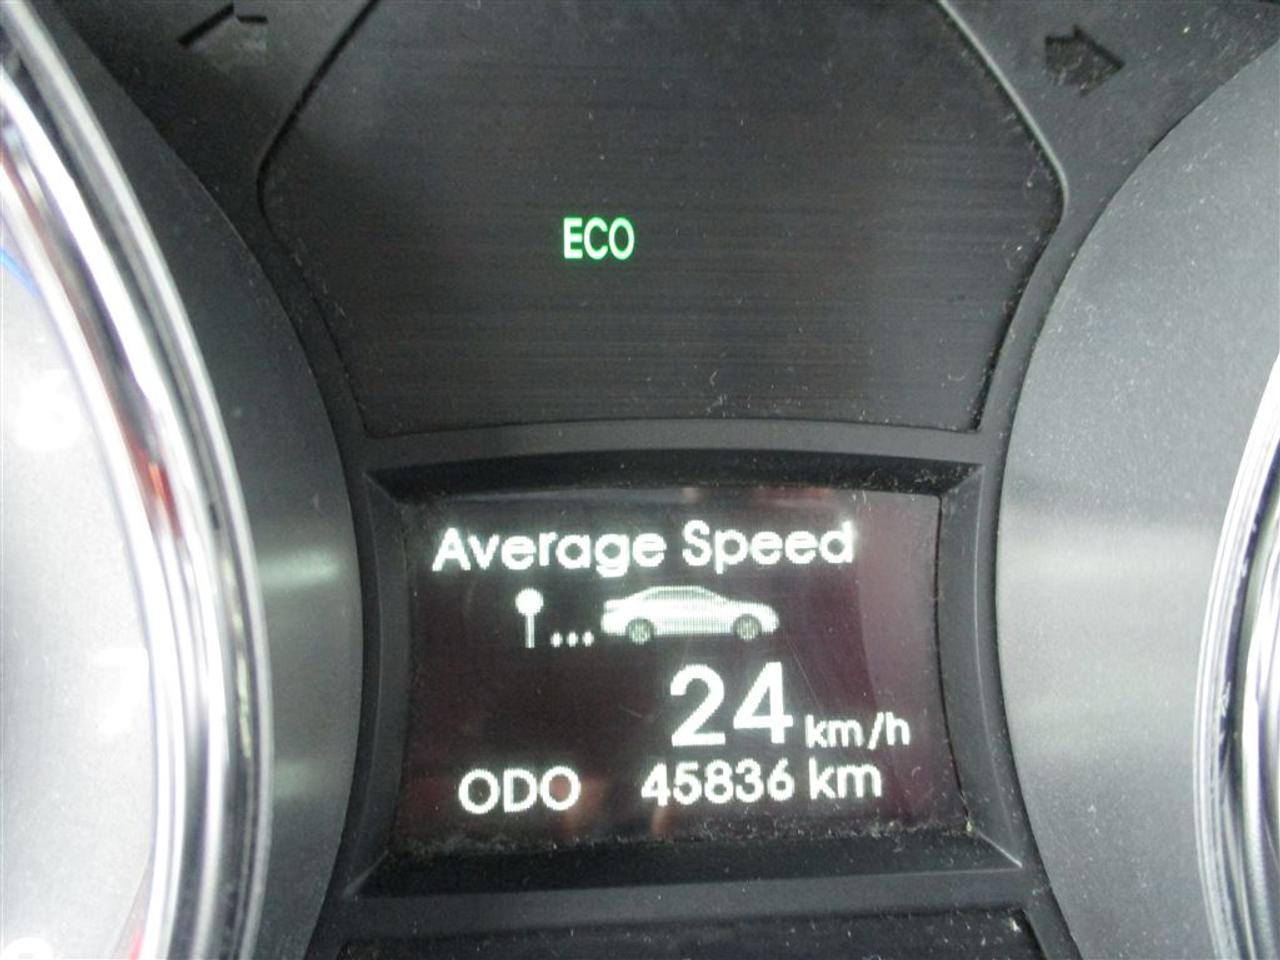 ECO
Average Speed
24 km/h
ODO 45836 km